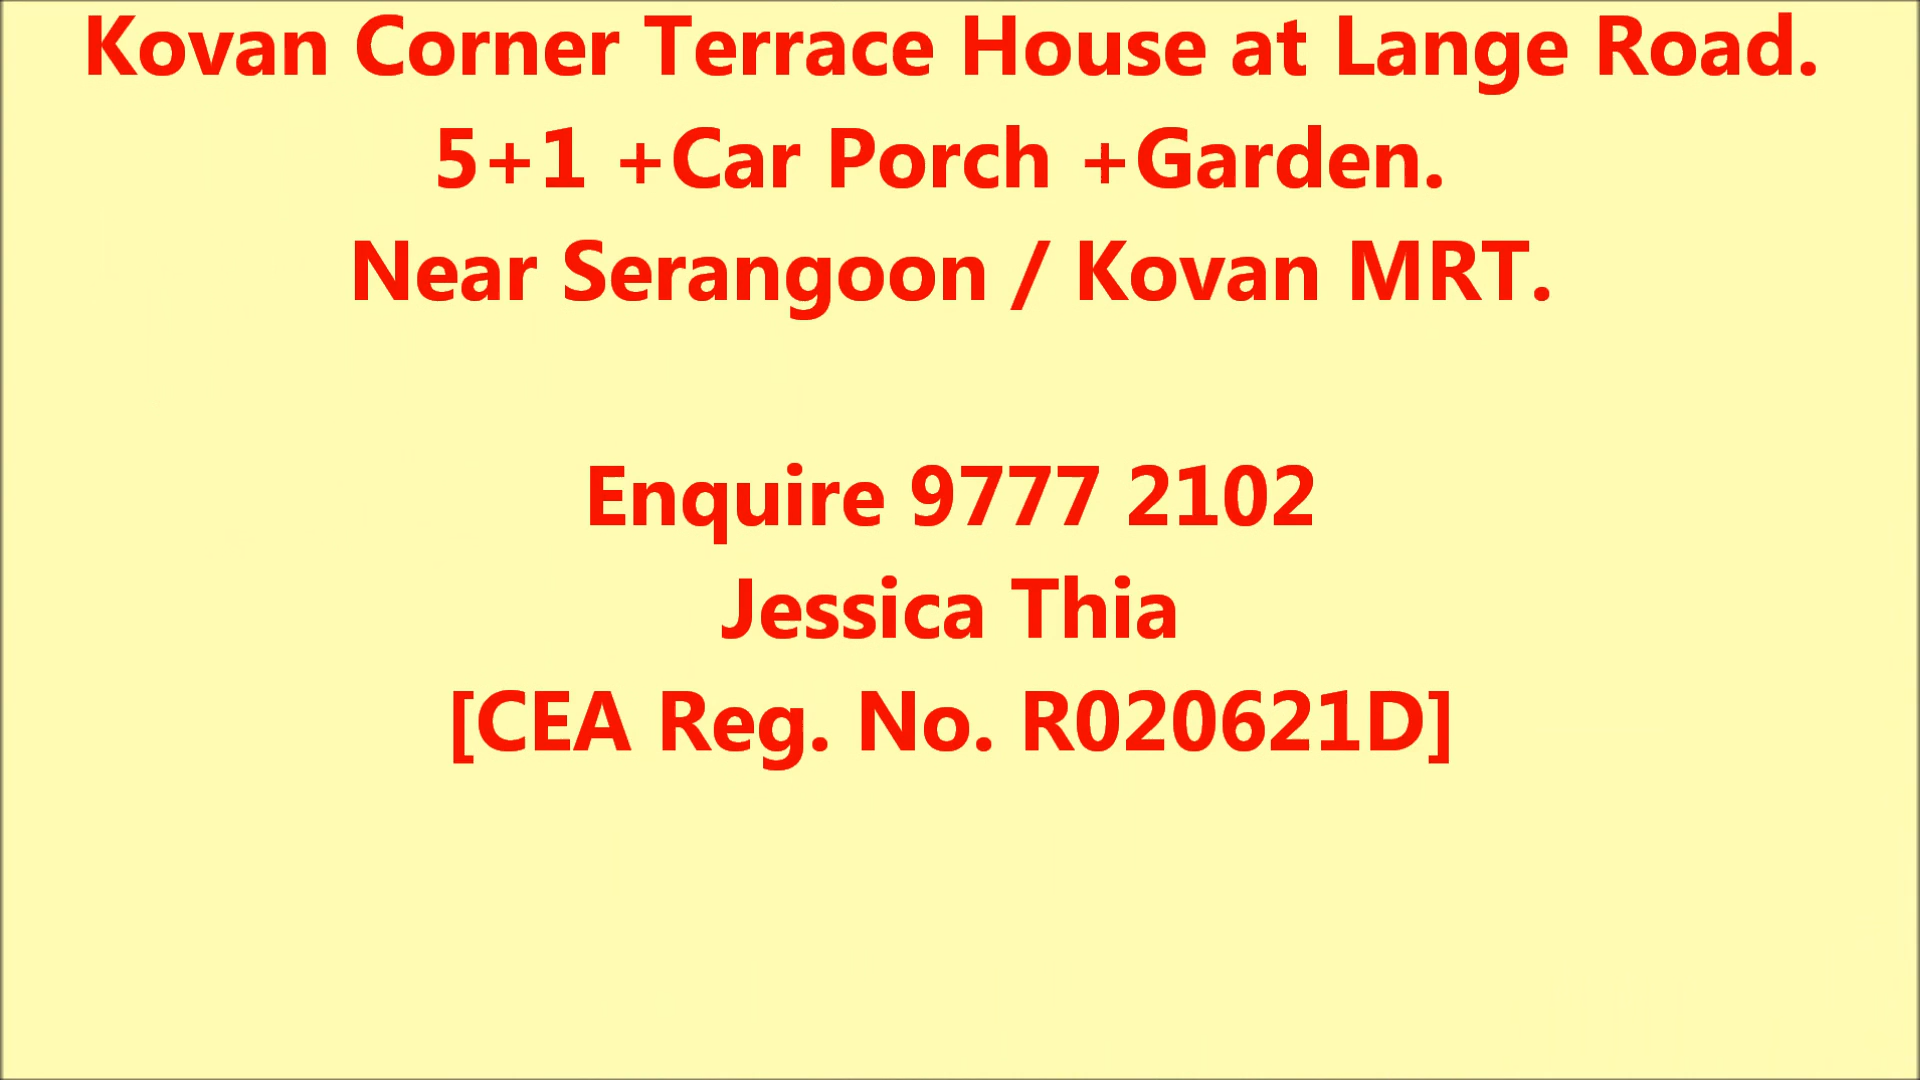 Kovan Corner Terrace House at Lange Road.
5+1 +Car Porch +Garden.
Near Serangoon / Kovan MRT.
Enquire 9777 2102
Jessica Thia
[CEA Reg. No. R020621D]